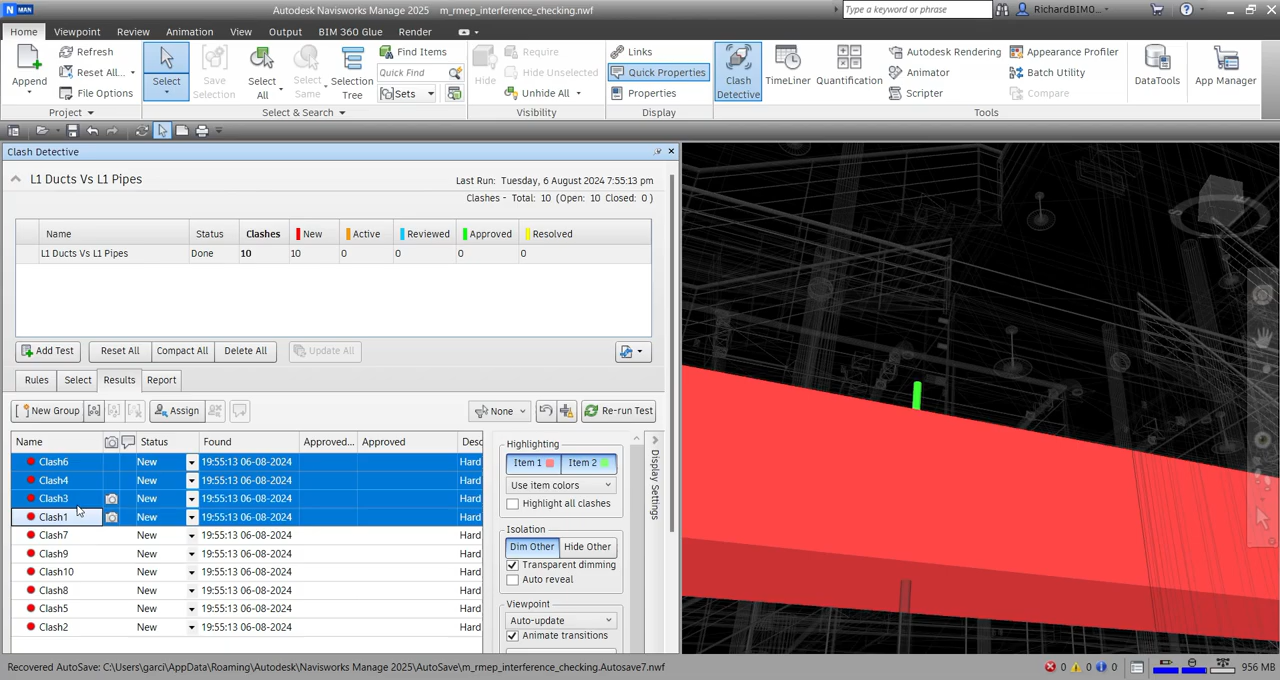 N MAN
Autodesk Navisworks Manage 2025 m_rmep_interference_checking.nwf
Type a keyword or phrase
RichardBIMO...
Home Viewpoint Review Animation View Output BIM 360 Glue Render
Append
Refresh
Reset All...
File Options
Project
Select
Save Selection
Select All
Select Same
Selection Tree
Find Items
Quick Find
Sets
Select & Search
Hide
Require
Hide Unselected
Unhide All
Visibility
Links
Quick Properties
Properties
Display
Clash Detective
TimeLiner
Quantification
Autodesk Rendering
Animator
Scripter
Appearance Profiler
Batch Utility
Compare
DataTools
App Manager
Tools
Clash Detective
L1 Ducts Vs L1 Pipes
Last Run: Tuesday, 6 August 2024 7:55:13 pm
Clashes - Total: 10 (Open: 10 Closed: 0 )
Name Status Clashes New Active Reviewed Approved Resolved
L1 Ducts Vs L1 Pipes Done 10 10 0 0 0 0
Add Test Reset All Compact All Delete All Update All
Rules Select Results Report
New Group Assign None Re-run Test
Name Status Found Approved... Approved Desc
Clash6 New 19:55:13 06-08-2024 Hard
Clash4 New 19:55:13 06-08-2024 Hard
Clash3 New 19:55:13 06-08-2024 Hard
Clash1 New 19:55:13 06-08-2024 Hard
Clash7 New 19:55:13 06-08-2024 Hard
Clash9 New 19:55:13 06-08-2024 Hard
Clash10 New 19:55:13 06-08-2024 Hard
Clash8 New 19:55:13 06-08-2024 Hard
Clash5 New 19:55:13 06-08-2024 Hard
Clash2 New 19:55:13 06-08-2024 Hard
Highlighting
Item 1 Item 2
Use item colors
Highlight all clashes
Isolation
Dim Other Hide Other
Transparent dimming
Auto reveal
Viewpoint
Auto-update
Animate transitions
Display Settings
Recovered AutoSave: C:\Users\garci\AppData\Roaming\Autodesk\Navisworks Manage 2025\AutoSave\m_rmep_interference_checking.Autosave7.nwf
0 0 0
956 MB